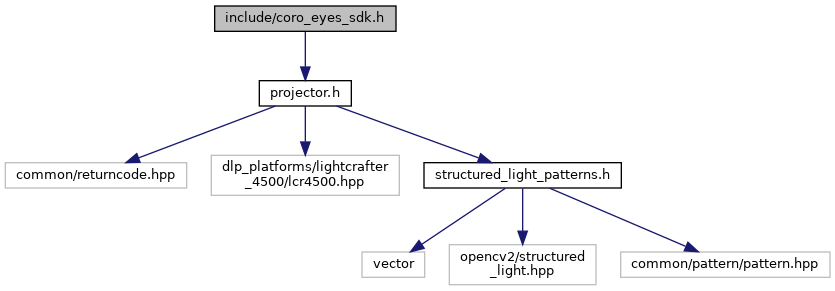 include/coro_eyes_sdk.h
projector.h
common/returncode.hpp
dlp_platforms/lightcrafter
_4500/lcr4500.hpp
structured_light_patterns.h
vector
opencv2/structured
_light.hpp
common/pattern/pattern.hpp